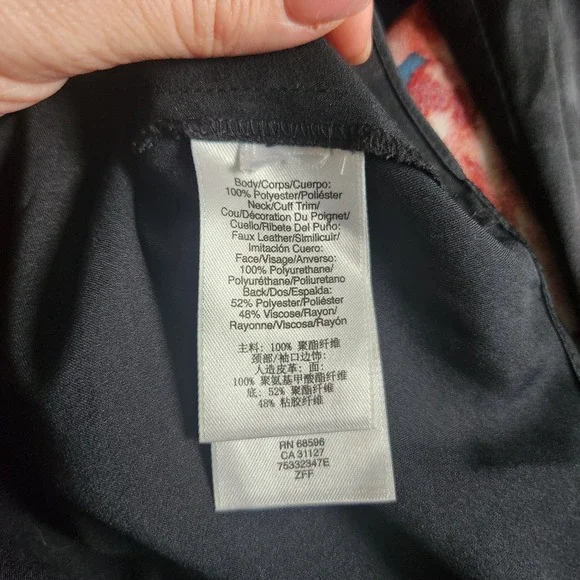 Body/Corps/Cuerpo:
100% Polyester/Poliéster
Neck/Cuff Trim/
Cou/Décoration Du Poignet/
Cuello/Ribete Del Puño:
Faux Leather/Similicuir/
Imitación Cuero:
Face/Visage/Anverso:
100% Polyurethane/
Polyuréthane/Poliuretano
Back/Dos/Espalda:
52% Polyester/Poliéster
48% Viscose/Rayon/
Rayonne/Viscosa/Rayón
主料: 100% 聚酯纤维
颈部/袖口边饰:
人造皮革: 面:
100% 聚氨基甲酸酯纤维
底: 52% 聚酯纤维
48% 粘胶纤维
RN 68596
CA 31127
75332347E
ZFF